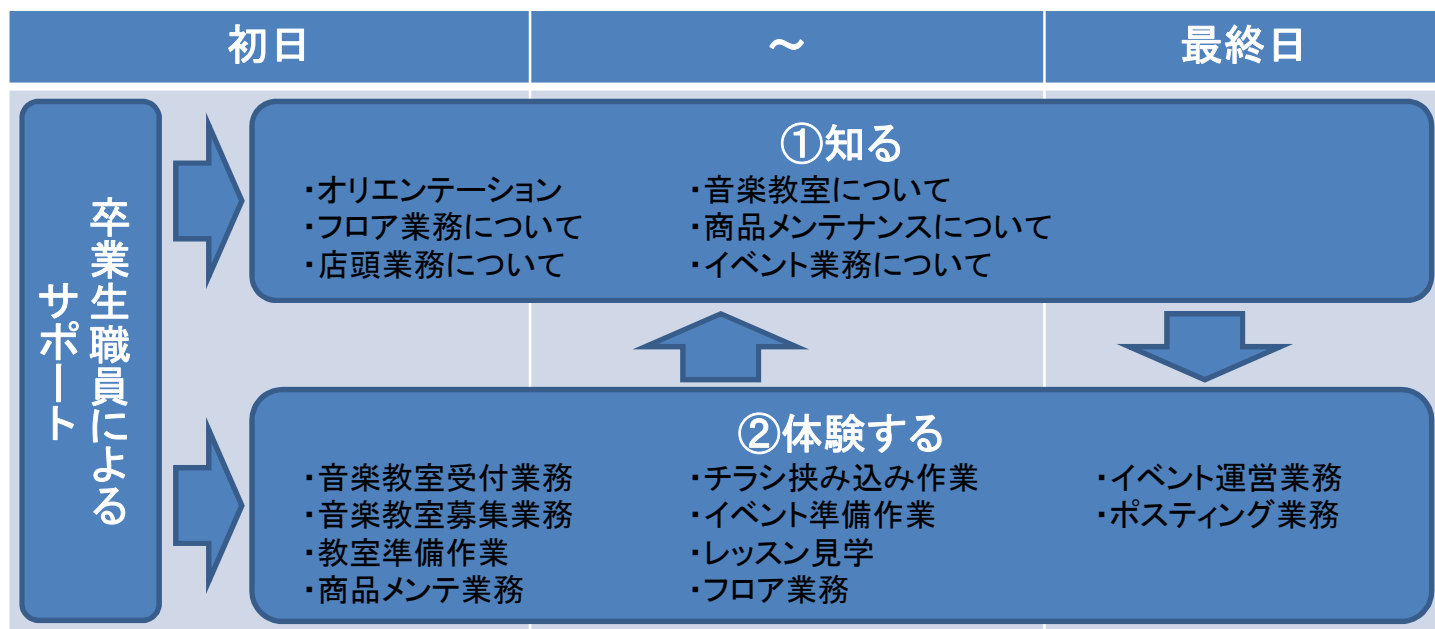 初日
～
最終日
卒業生職員による
サポート
①知る
・オリエンテーション
・フロア業務について
・店頭業務について
・音楽教室について
・商品メンテナンスについて
・イベント業務について
②体験する
・音楽教室受付業務
・音楽教室募集業務
・教室準備作業
・商品メンテ業務
・チラシ挟み込み作業
・イベント準備作業
・レッスン見学
・フロア業務
・イベント運営業務
・ポスティング業務